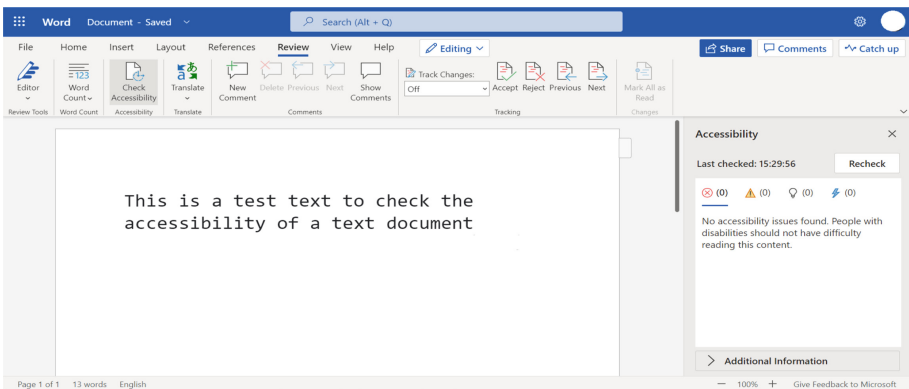 Word Document - Saved Search (Alt + Q)
File Home Insert Layout References Review View Help Editing Share Comments Catch up
Editor
Word Count
Check Accessibility
Translate
New Comment
Delete Previous Next
Show Comments
Track Changes:
Off
Accept Reject Previous Next
Mark All as Read
Review Tools Word Count Accessibility Translate Comments Tracking Changes
This is a test text to check the
accessibility of a text document
Accessibility
Last checked: 15:29:56 Recheck
(0) (0) (0) (0)
No accessibility issues found. People with
disabilities should not have difficulty
reading this content.
Additional Information
Page 1 of 1 13 words English 100% Give Feedback to Microsoft